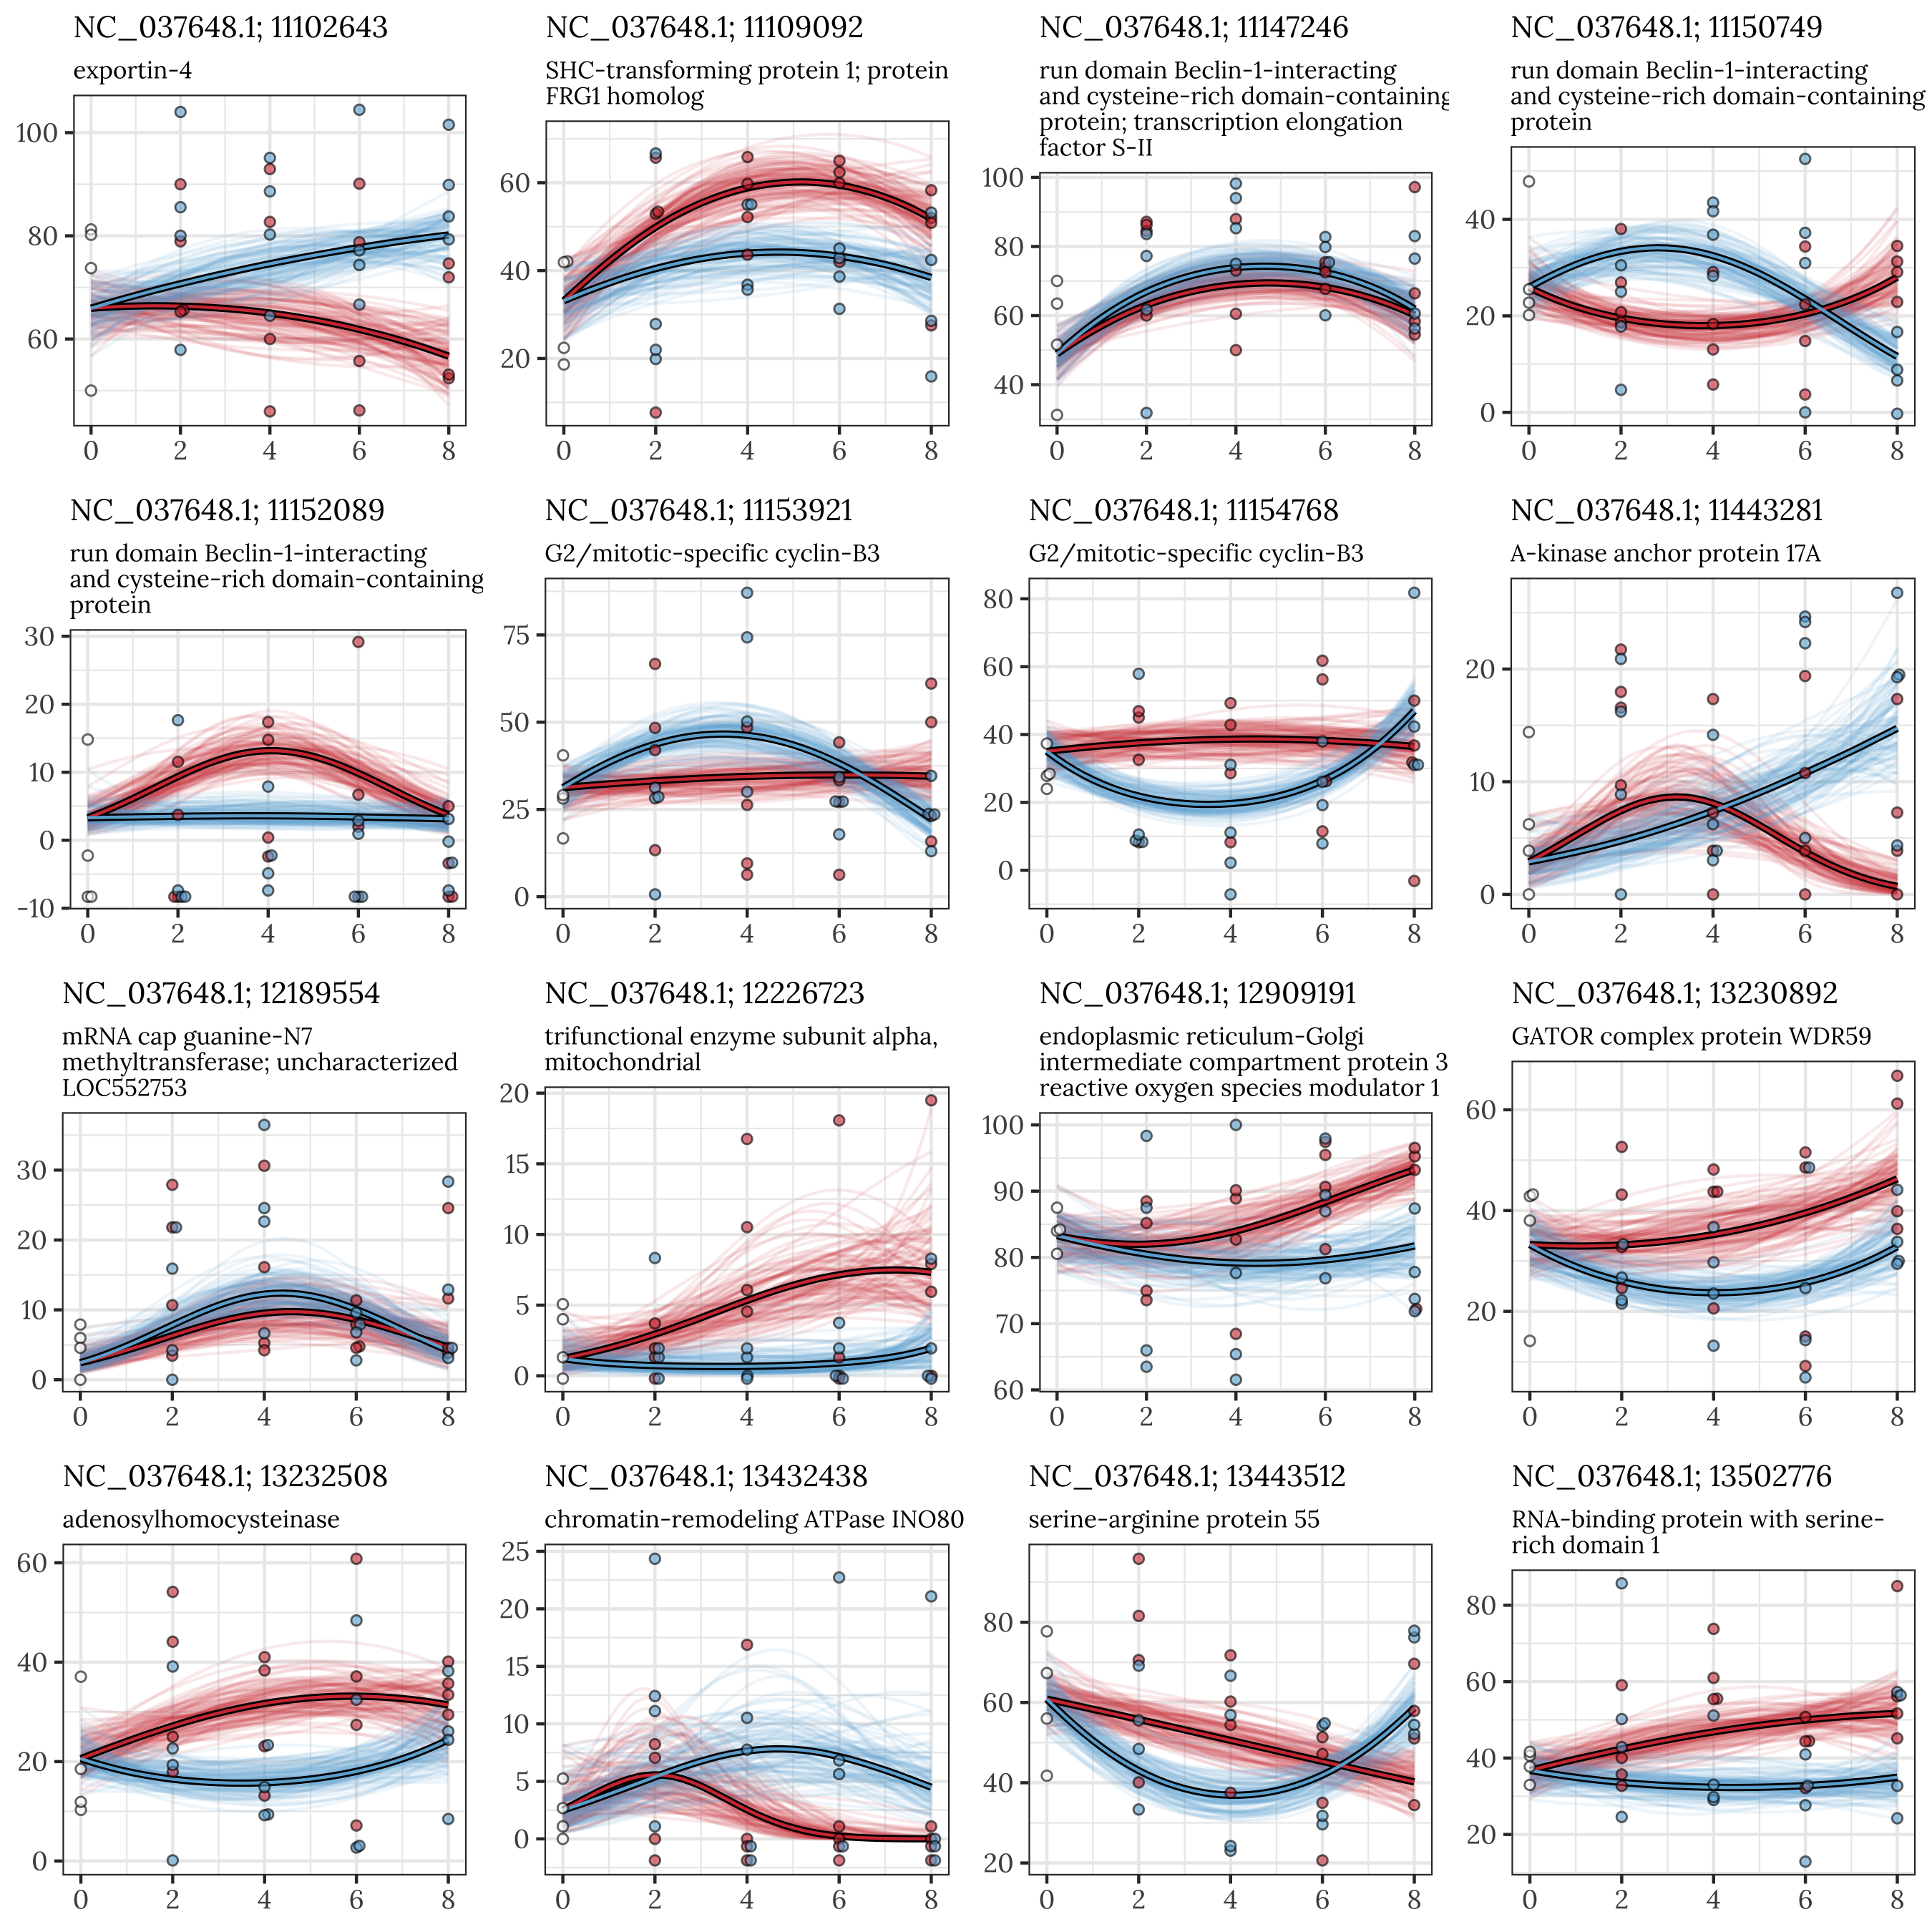 NC_037648.1; 11102643
exportin-4
100
80
60
0 2 4 6 8
NC_037648.1; 11109092
SHC-transforming protein 1; protein
FRG1 homolog
60
40
20
0 2 4 6 8
NC_037648.1; 11147246
run domain Beclin-1-interacting
and cysteine-rich domain-containing
protein; transcription elongation
factor S-II
100
80
60
40
0 2 4 6 8
NC_037648.1; 11150749
run domain Beclin-1-interacting
and cysteine-rich domain-containing
protein
40
20
0
0 2 4 6 8
NC_037648.1; 11152089
run domain Beclin-1-interacting
and cysteine-rich domain-containing
protein
30
20
10
0
-10
0 2 4 6 8
NC_037648.1; 11153921
G2/mitotic-specific cyclin-B3
75
50
25
0
0 2 4 6 8
NC_037648.1; 11154768
G2/mitotic-specific cyclin-B3
80
60
40
20
0
0 2 4 6 8
NC_037648.1; 11443281
A-kinase anchor protein 17A
20
10
0
0 2 4 6 8
NC_037648.1; 12189554
mRNA cap guanine-N7
methyltransferase; uncharacterized
LOC552753
30
20
10
0
0 2 4 6 8
NC_037648.1; 12226723
trifunctional enzyme subunit alpha,
mitochondrial
20
15
10
5
0
0 2 4 6 8
NC_037648.1; 12909191
endoplasmic reticulum-Golgi
intermediate compartment protein 3
reactive oxygen species modulator 1
100
90
80
70
60
0 2 4 6 8
NC_037648.1; 13230892
GATOR complex protein WDR59
60
40
20
0 2 4 6 8
NC_037648.1; 13232508
adenosylhomocysteinase
60
40
20
0
0 2 4 6 8
NC_037648.1; 13432438
chromatin-remodeling ATPase INO80
25
20
15
10
5
0
0 2 4 6 8
NC_037648.1; 13443512
serine-arginine protein 55
80
60
40
20
0 2 4 6 8
NC_037648.1; 13502776
RNA-binding protein with serine-
rich domain 1
80
60
40
20
0 2 4 6 8